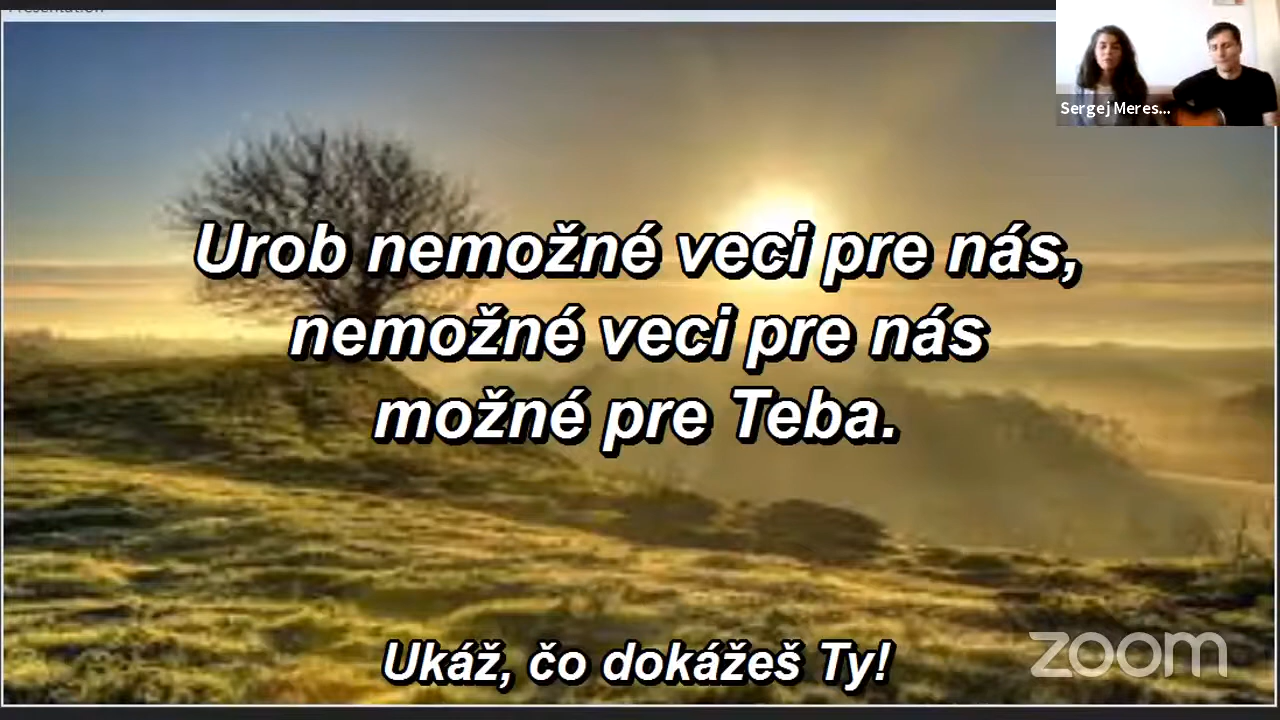 Presentation
Sergej Meres...
Urob nemožné veci pre nás,
nemožné veci pre nás
možné pre Teba.
Ukáž, čo dokážeš Ty!
zoom